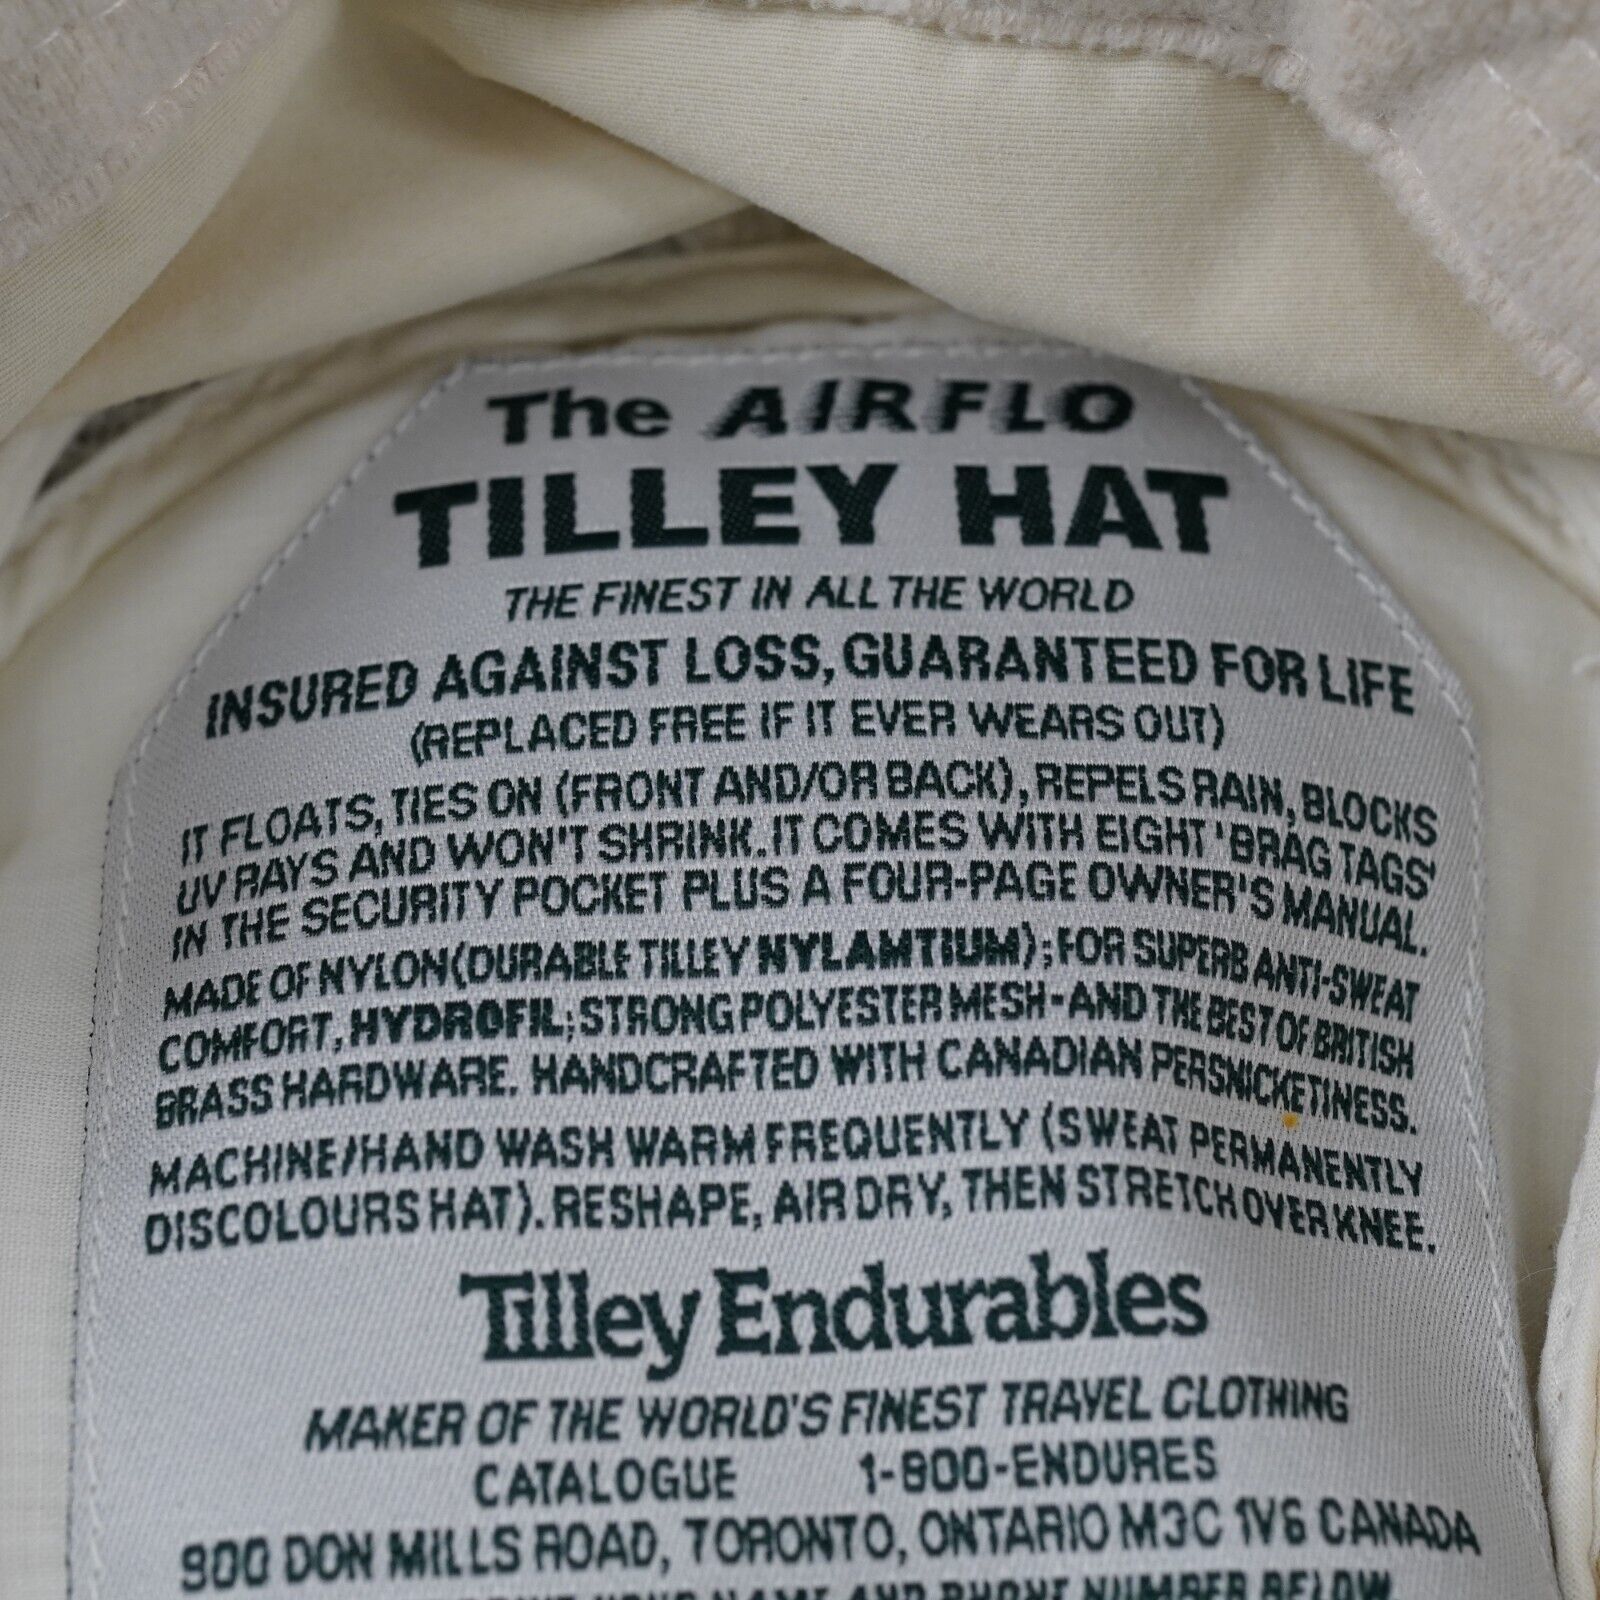 The AIRFLO
TILLEY HAT
THE FINEST IN ALL THE WORLD
INSURED AGAINST LOSS, GUARANTEED FOR LIFE
(REPLACED FREE IF IT EVER WEARS OUT)
IT FLOATS, TIES ON (FRONT AND/OR BACK), REPELS RAIN, BLOCKS
UV RAYS AND WON'T SHRINK. IT COMES WITH EIGHT 'BRAG TAGS'
IN THE SECURITY POCKET PLUS A FOUR-PAGE OWNER'S MANUAL.
MADE OF NYLON (DURABLE TILLEY NYLAMTIUM); FOR SUPERB ANTI-SWEAT
COMFORT, HYDROFIL; STRONG POLYESTER MESH - AND THE BEST OF BRITISH
BRASS HARDWARE. HANDCRAFTED WITH CANADIAN PERSNICKETINESS.
MACHINE/HAND WASH WARM FREQUENTLY (SWEAT PERMANENTLY
DISCOLOURS HAT). RESHAPE, AIR DRY, THEN STRETCH OVER KNEE.
Tilley Endurables
MAKER OF THE WORLD'S FINEST TRAVEL CLOTHING
CATALOGUE 1-800-ENDURES
900 DON MILLS ROAD, TORONTO, ONTARIO M3C 1V6 CANADA
YOUR NAME AND PHONE NUMBER BELOW